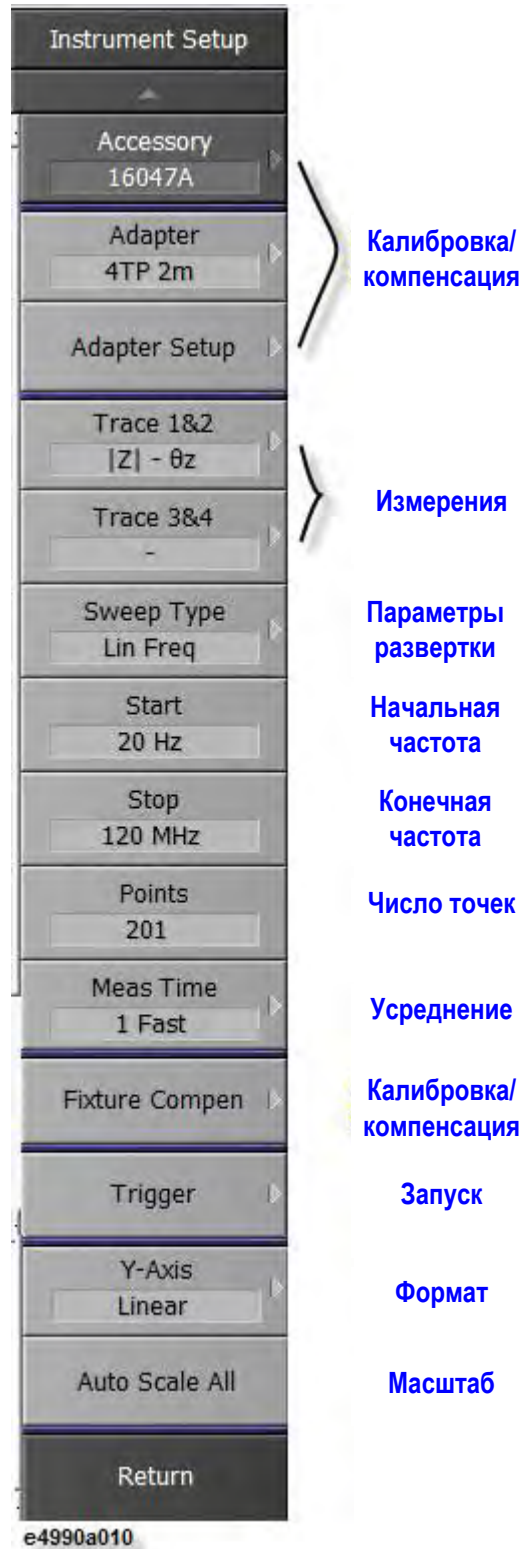 Instrument Setup
Accessory
16047A
Adapter
4TP 2m
Adapter Setup
Калибровка/
компенсация
Trace 1&2
|Z| - θz
Trace 3&4
-
Измерения
Sweep Type
Lin Freq
Параметры
развертки
Start
20 Hz
Начальная
частота
Stop
120 MHz
Конечная
частота
Points
201
Число точек
Meas Time
1 Fast
Усреднение
Fixture Compen
Калибровка/
компенсация
Trigger
Запуск
Y-Axis
Linear
Формат
Auto Scale All
Масштаб
Return
e4990a010